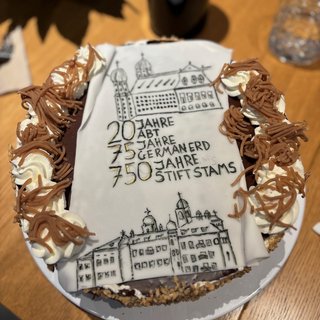 20 JAHRE
ABT
75 JAHRE
GERMAN ERD
750 JAHRE
STIFT STAMS